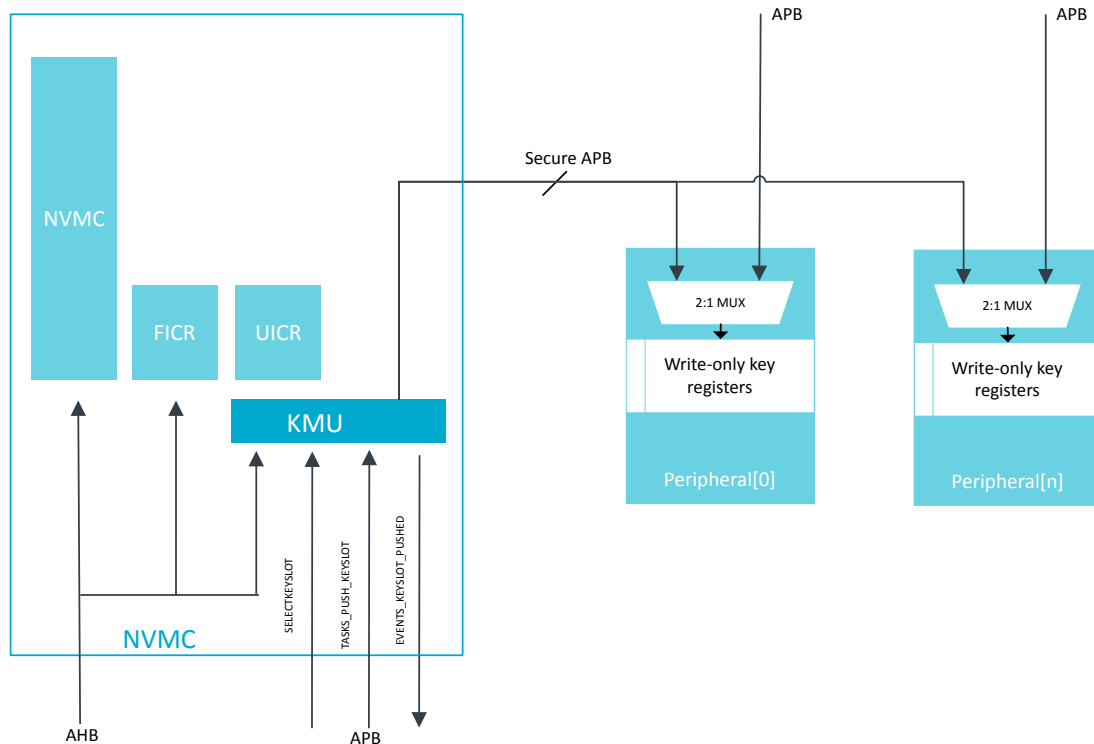 APB
APB
Secure APB
NVMC
FICR
UICR
KMU
2:1 MUX
Write-only key
registers
Peripheral[0]
2:1 MUX
Write-only key
registers
Peripheral[n]
SELECTKEYSLOT
TASKS_PUSH_KEYSLOT
EVENTS_KEYSLOT_PUSHED
NVMC
AHB
APB